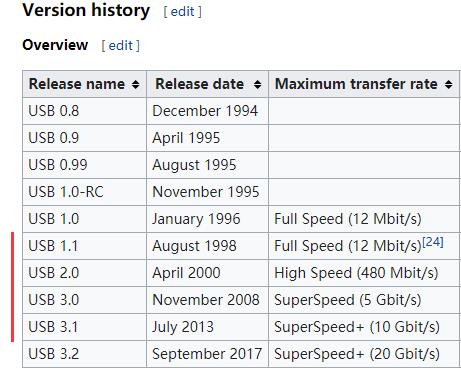 Version history [ edit ]
Overview [ edit ]
Release name Release date Maximum transfer rate
USB 0.8 December 1994
USB 0.9 April 1995
USB 0.99 August 1995
USB 1.0-RC November 1995
USB 1.0 January 1996 Full Speed (12 Mbit/s)
USB 1.1 August 1998 Full Speed (12 Mbit/s)[24]
USB 2.0 April 2000 High Speed (480 Mbit/s)
USB 3.0 November 2008 SuperSpeed (5 Gbit/s)
USB 3.1 July 2013 SuperSpeed+ (10 Gbit/s)
USB 3.2 September 2017 SuperSpeed+ (20 Gbit/s)